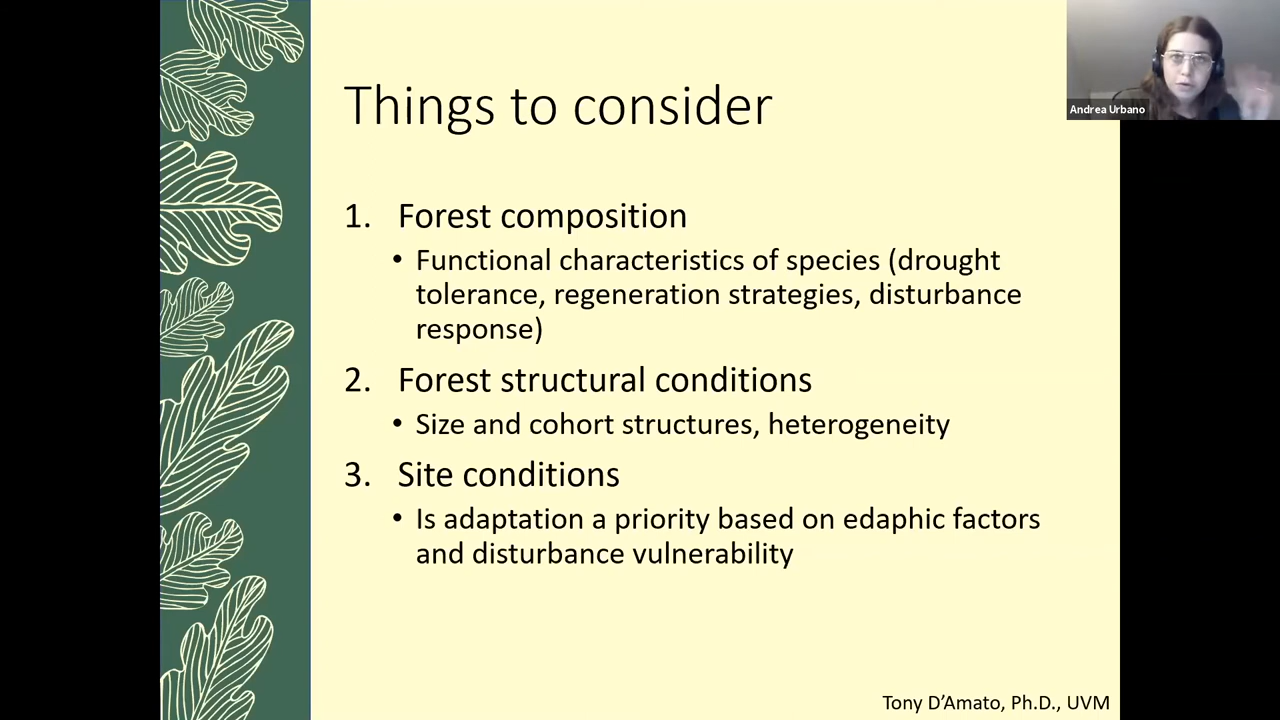 Things to consider
Andrea Urbano
1. Forest composition
• Functional characteristics of species (drought
tolerance, regeneration strategies, disturbance
response)
2. Forest structural conditions
• Size and cohort structures, heterogeneity
3. Site conditions
• Is adaptation a priority based on edaphic factors
and disturbance vulnerability
Tony D’Amato, Ph.D., UVM